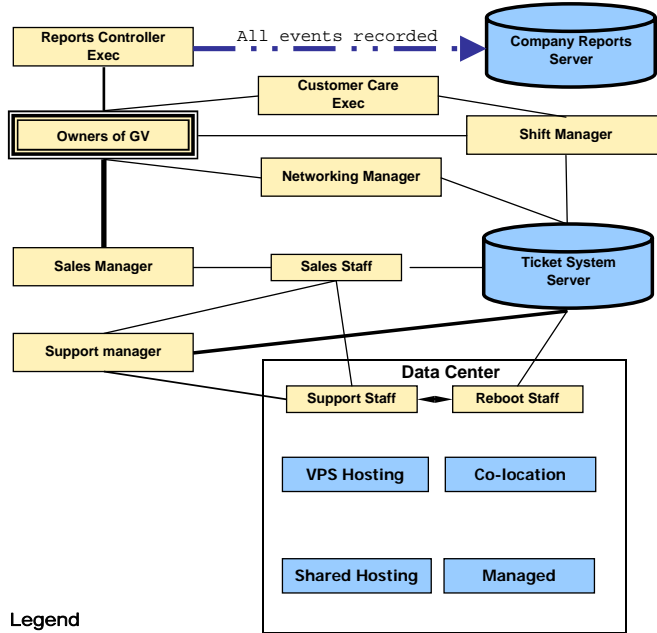 Reports Controller
Exec
All events recorded
Company Reports
Server
Customer Care
Exec
Owners of GV
Shift Manager
Networking Manager
Sales Manager
Sales Staff
Ticket System
Server
Support manager
Data Center
Support Staff
Reboot Staff
VPS Hosting
Co-location
Shared Hosting
Managed
Legend